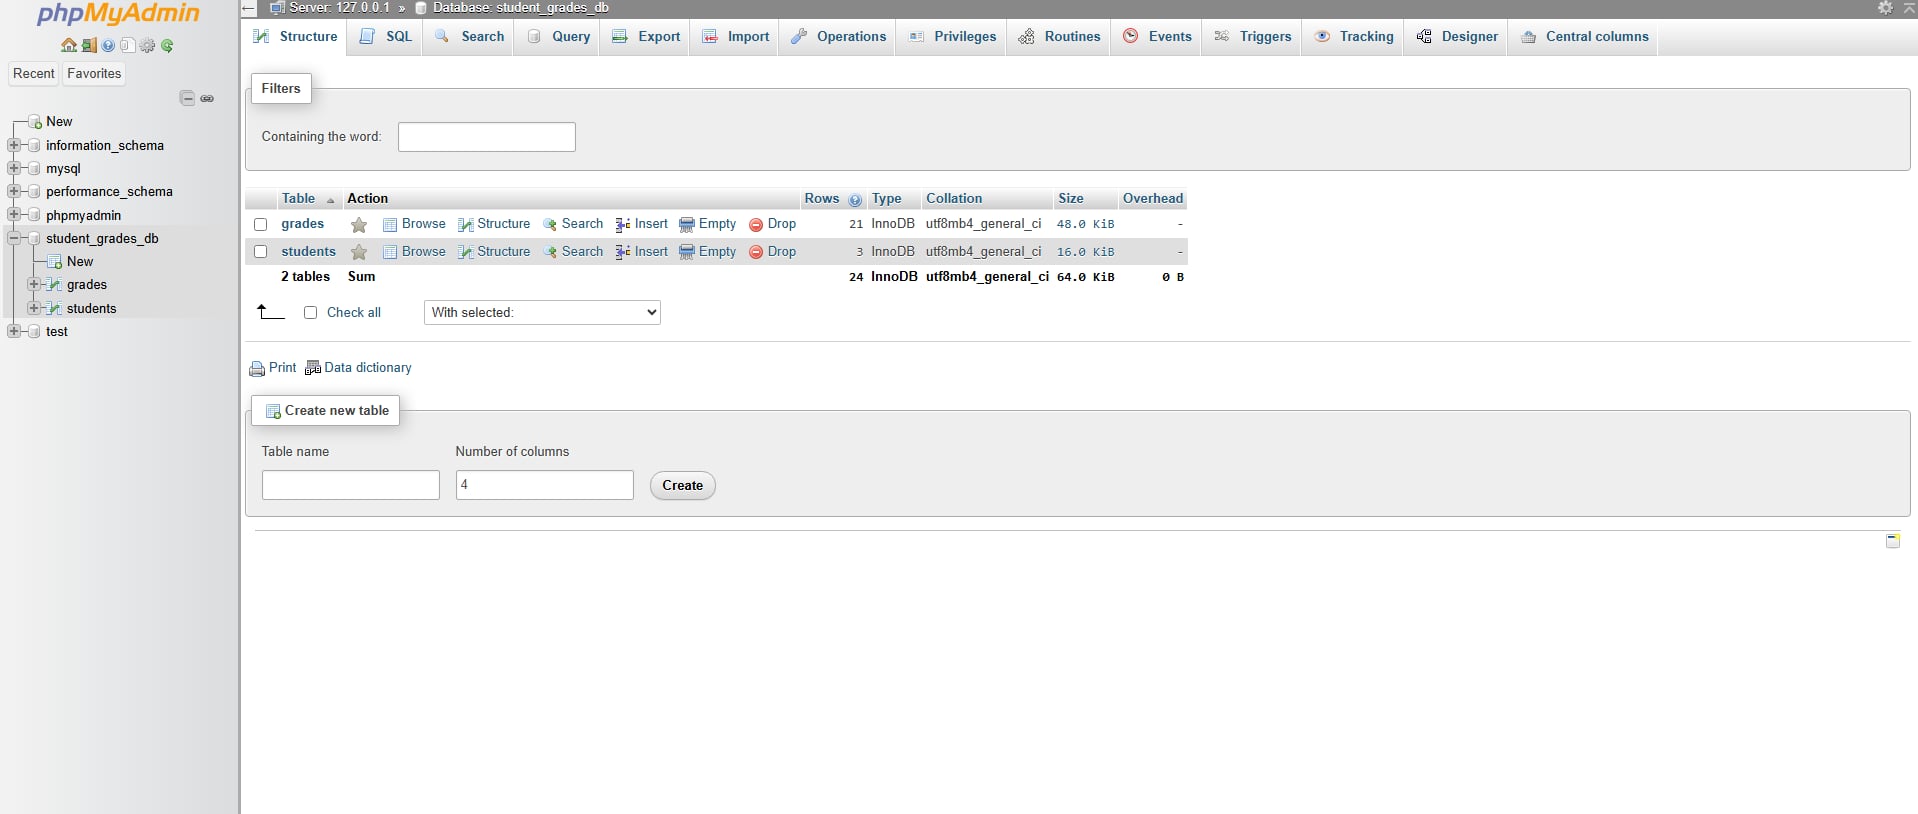 phpMyAdmin
Recent Favorites
New
information_schema
mysql
performance_schema
phpmyadmin
student_grades_db
New
grades
students
test
Server: 127.0.0.1 » Database: student_grades_db
Structure SQL Search Query Export Import Operations Privileges Routines Events Triggers Tracking Designer Central columns
Filters
Containing the word:
Table Action Rows Type Collation Size Overhead
grades Browse Structure Search Insert Empty Drop 21 InnoDB utf8mb4_general_ci 48.0 KiB -
students Browse Structure Search Insert Empty Drop 3 InnoDB utf8mb4_general_ci 16.0 KiB -
2 tables Sum 24 InnoDB utf8mb4_general_ci 64.0 KiB 0 B
Check all With selected:
Print Data dictionary
Create new table
Table name Number of columns
4 Create